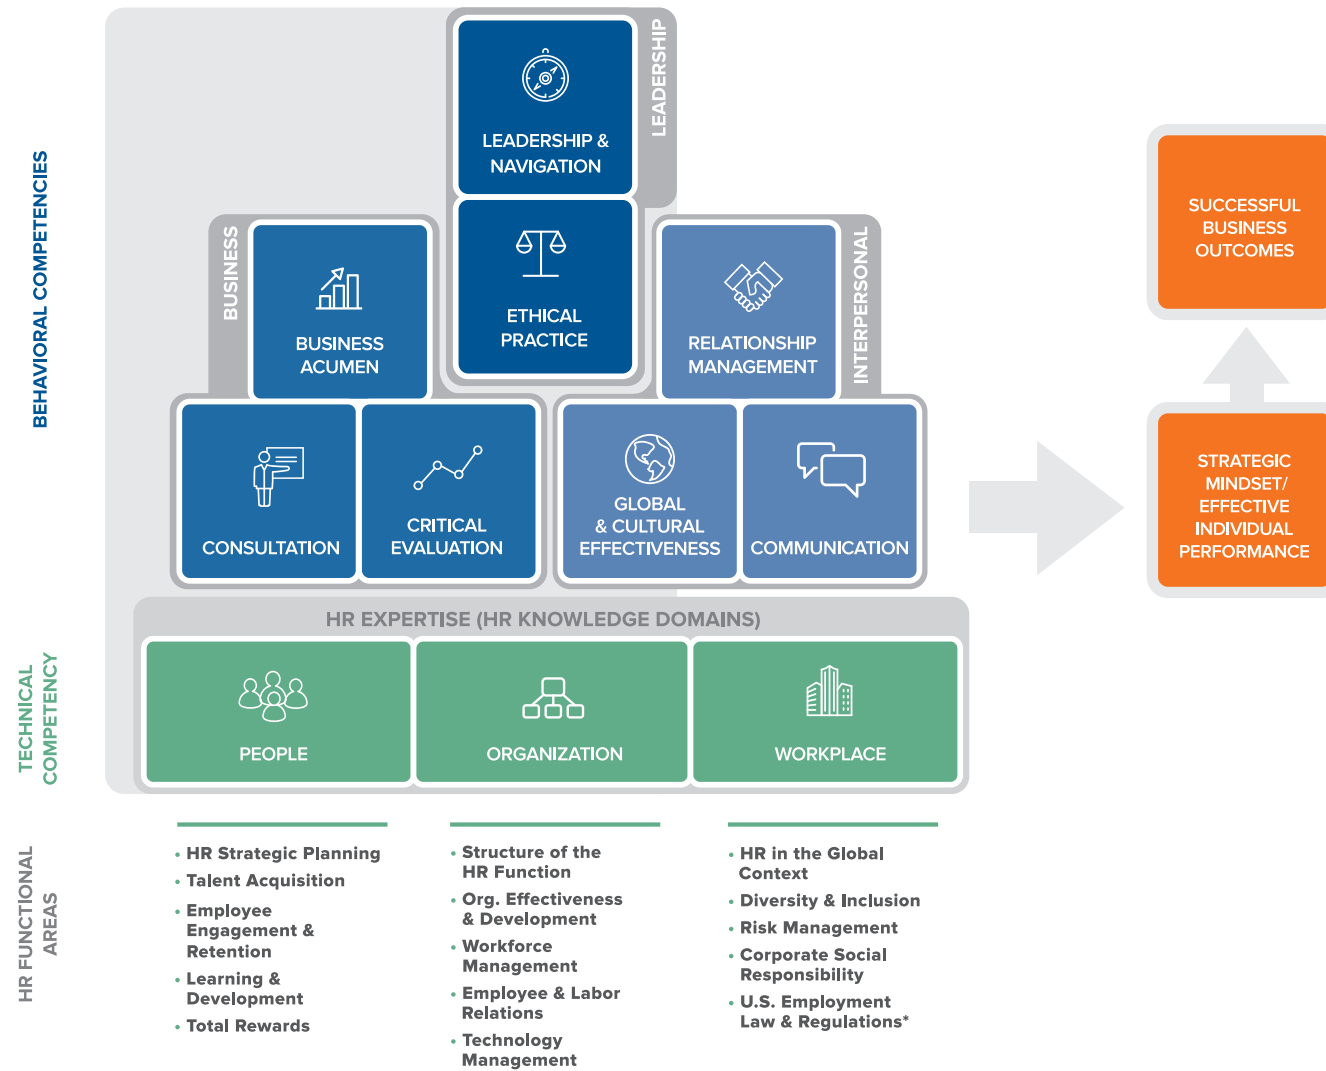 BEHAVIORAL COMPETENCIES
LEADERSHIP
LEADERSHIP &
NAVIGATION
ETHICAL
PRACTICE
BUSINESS
BUSINESS
ACUMEN
CONSULTATION
CRITICAL
EVALUATION
INTERPERSONAL
RELATIONSHIP
MANAGEMENT
GLOBAL
& CULTURAL
EFFECTIVENESS
COMMUNICATION
SUCCESSFUL
BUSINESS
OUTCOMES
STRATEGIC
MINDSET/
EFFECTIVE
INDIVIDUAL
PERFORMANCE
TECHNICAL
COMPETENCY
HR EXPERTISE (HR KNOWLEDGE DOMAINS)
PEOPLE
ORGANIZATION
WORKPLACE
HR FUNCTIONAL
AREAS
• HR Strategic Planning
• Talent Acquisition
• Employee
Engagement &
Retention
• Learning &
Development
• Total Rewards
• Structure of the
HR Function
• Org. Effectiveness
& Development
• Workforce
Management
• Employee & Labor
Relations
• Technology
Management
• HR in the Global
Context
• Diversity & Inclusion
• Risk Management
• Corporate Social
Responsibility
• U.S. Employment
Law & Regulations*